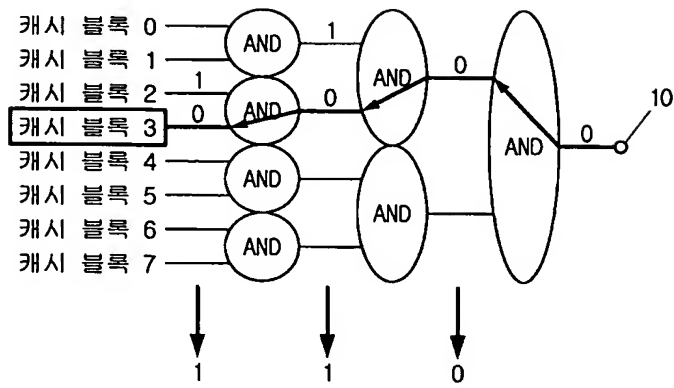 캐시 블록 0
캐시 블록 1
캐시 블록 2
캐시 블록 3
캐시 블록 4
캐시 블록 5
캐시 블록 6
캐시 블록 7
1
0
AND
AND
AND
AND
1
0
AND
AND
0
AND
0
10
1
1
0